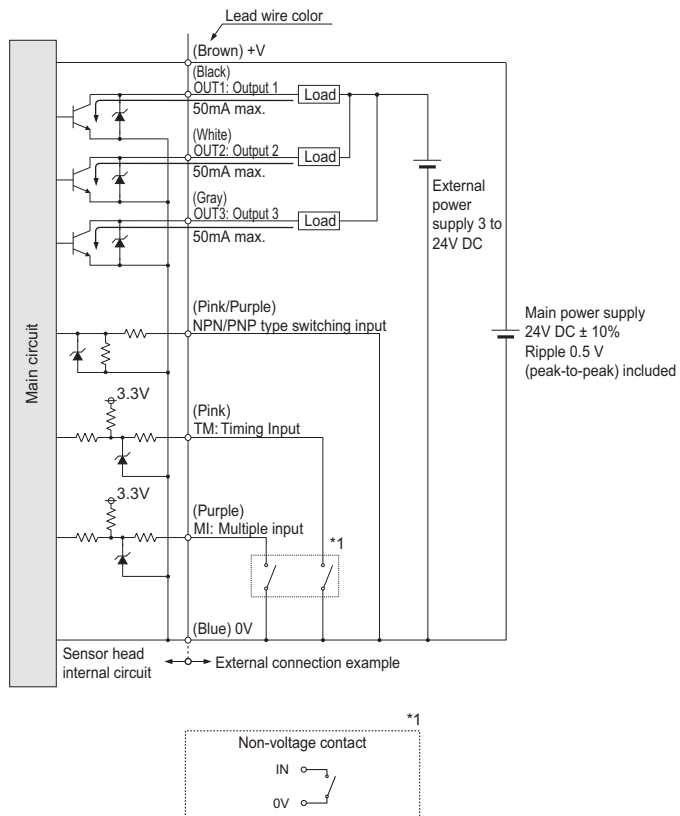 Lead wire color
(Brown) +V
(Black)
OUT1: Output 1
Load
50mA max.
(White)
OUT2: Output 2
Load
50mA max.
(Gray)
OUT3: Output 3
Load
50mA max.
External
power
supply 3 to
24V DC
Main power supply
24V DC ± 10%
Ripple 0.5 V
(peak-to-peak) included
Main circuit
(Pink/Purple)
NPN/PNP type switching input
3.3V
(Pink)
TM: Timing Input
3.3V
(Purple)
MI: Multiple input
*1
(Blue) 0V
Sensor head
internal circuit
External connection example
*1
Non-voltage contact
IN
0V